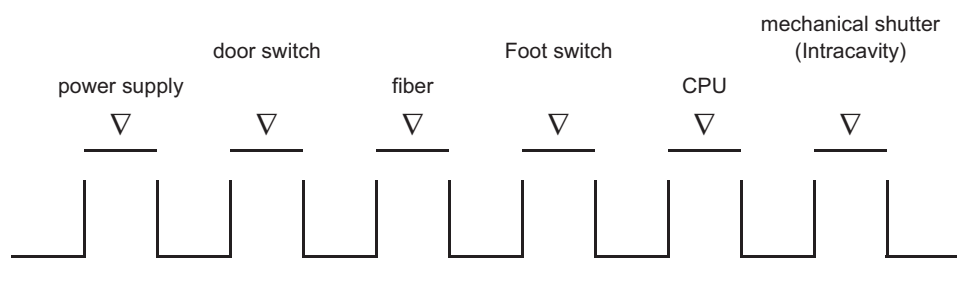 power supply
door switch
fiber
Foot switch
CPU
mechanical shutter
(Intracavity)